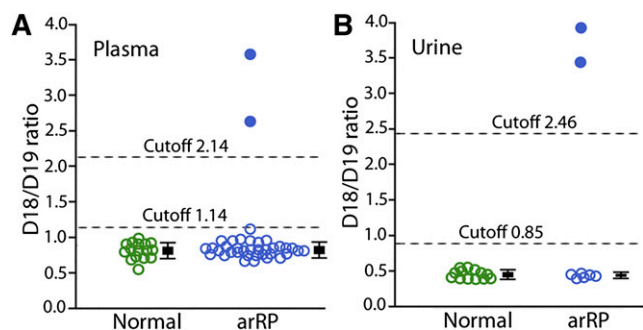 A
Plasma
D18/D19 ratio
4.0
3.5
3.0
2.5
2.0
1.5
1.0
0.5
0.0
Cutoff 2.14
Cutoff 1.14
Normal
arRP
B
Urine
D18/D19 ratio
4.0
3.5
3.0
2.5
2.0
1.5
1.0
0.5
0.0
Cutoff 2.46
Cutoff 0.85
Normal
arRP